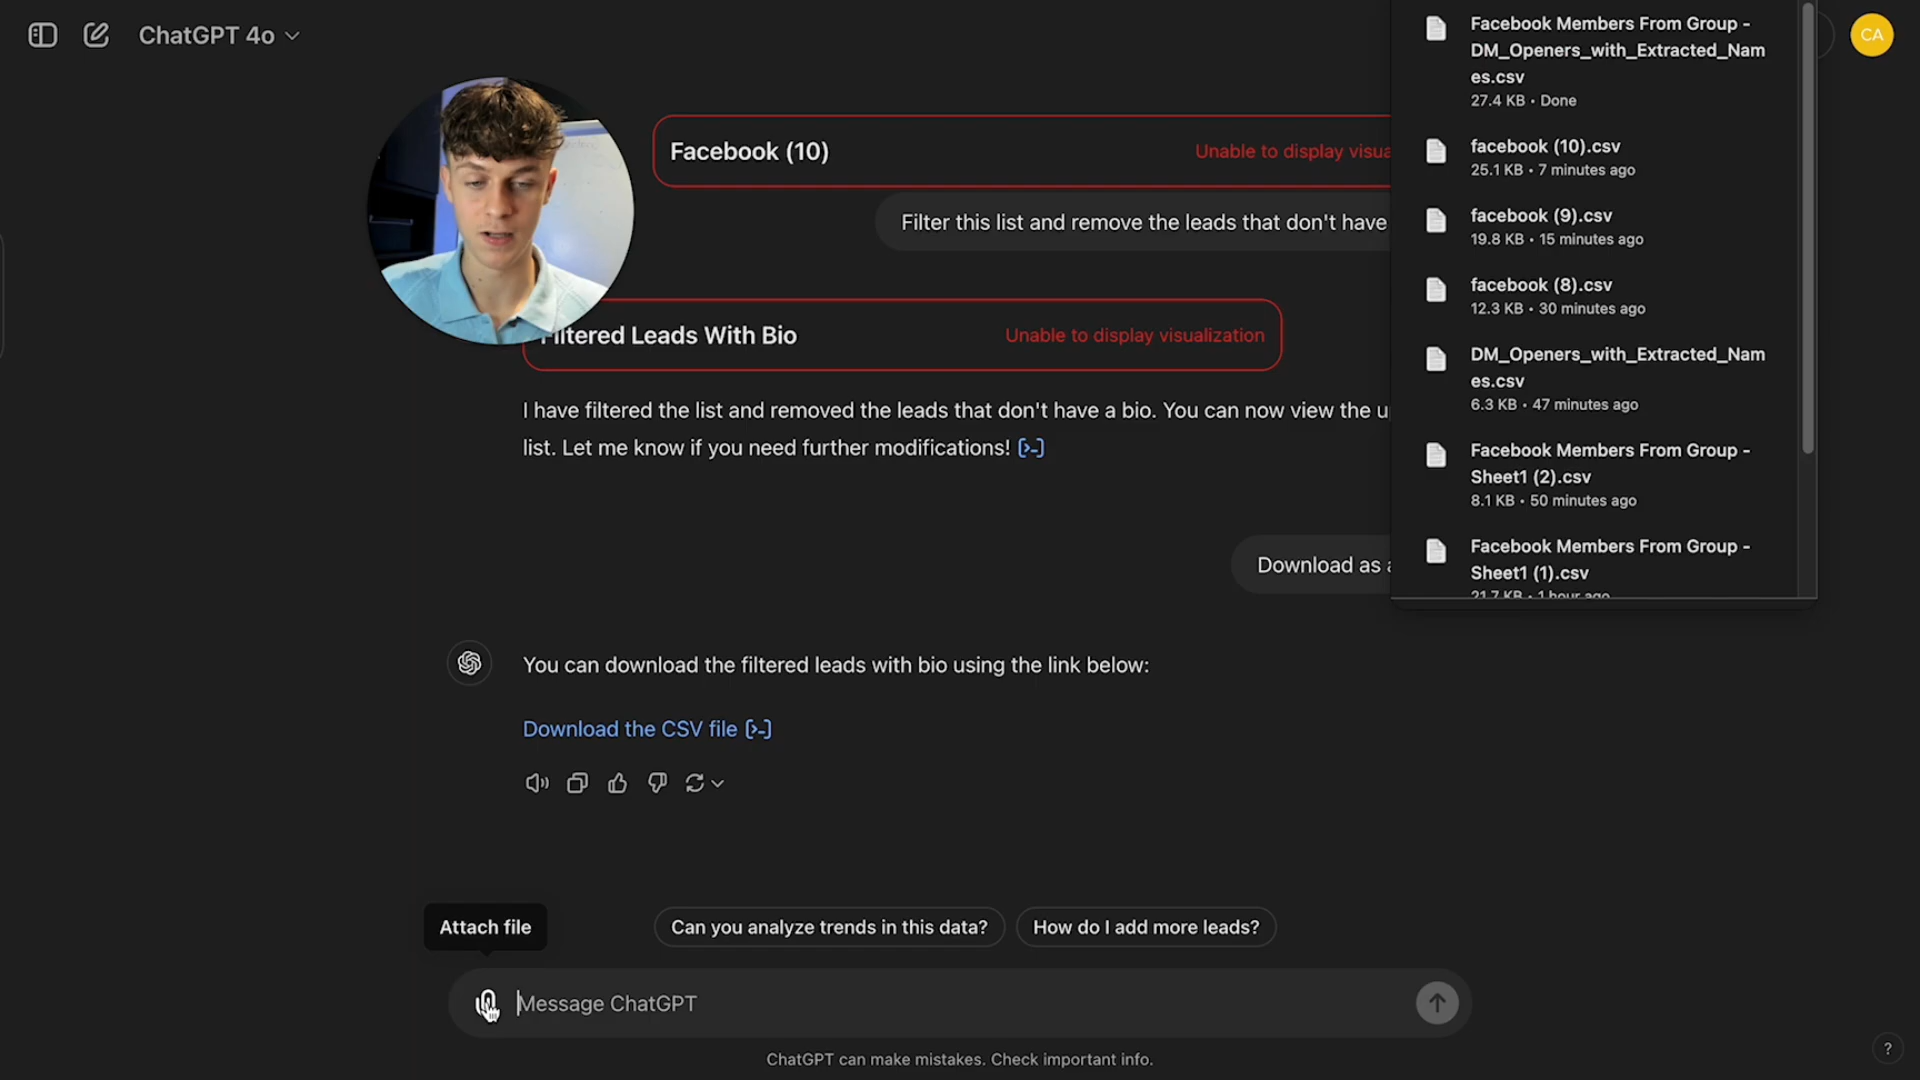 ChatGPT 4o
CA
Facebook Members From Group -
DM_Openers_with_Extracted_Nam
es.csv
27.4 KB • Done
facebook (10).csv
25.1 KB • 7 minutes ago
facebook (9).csv
19.8 KB • 15 minutes ago
facebook (8).csv
12.3 KB • 30 minutes ago
DM_Openers_with_Extracted_Nam
es.csv
6.3 KB • 47 minutes ago
Facebook Members From Group -
Sheet1 (2).csv
8.1 KB • 50 minutes ago
Facebook Members From Group -
Sheet1 (1).csv
21.7 KB • 1 hour ago
Facebook (10)
Unable to display
Filter this list and remove the leads that don't have
Filtered Leads With Bio
Unable to display visualization
I have filtered the list and removed the leads that don't have a bio. You can now view the
list. Let me know if you need further modifications!
Download as
You can download the filtered leads with bio using the link below:
Download the CSV file
Attach file
Can you analyze trends in this data?
How do I add more leads?
Message ChatGPT
ChatGPT can make mistakes. Check important info.
?